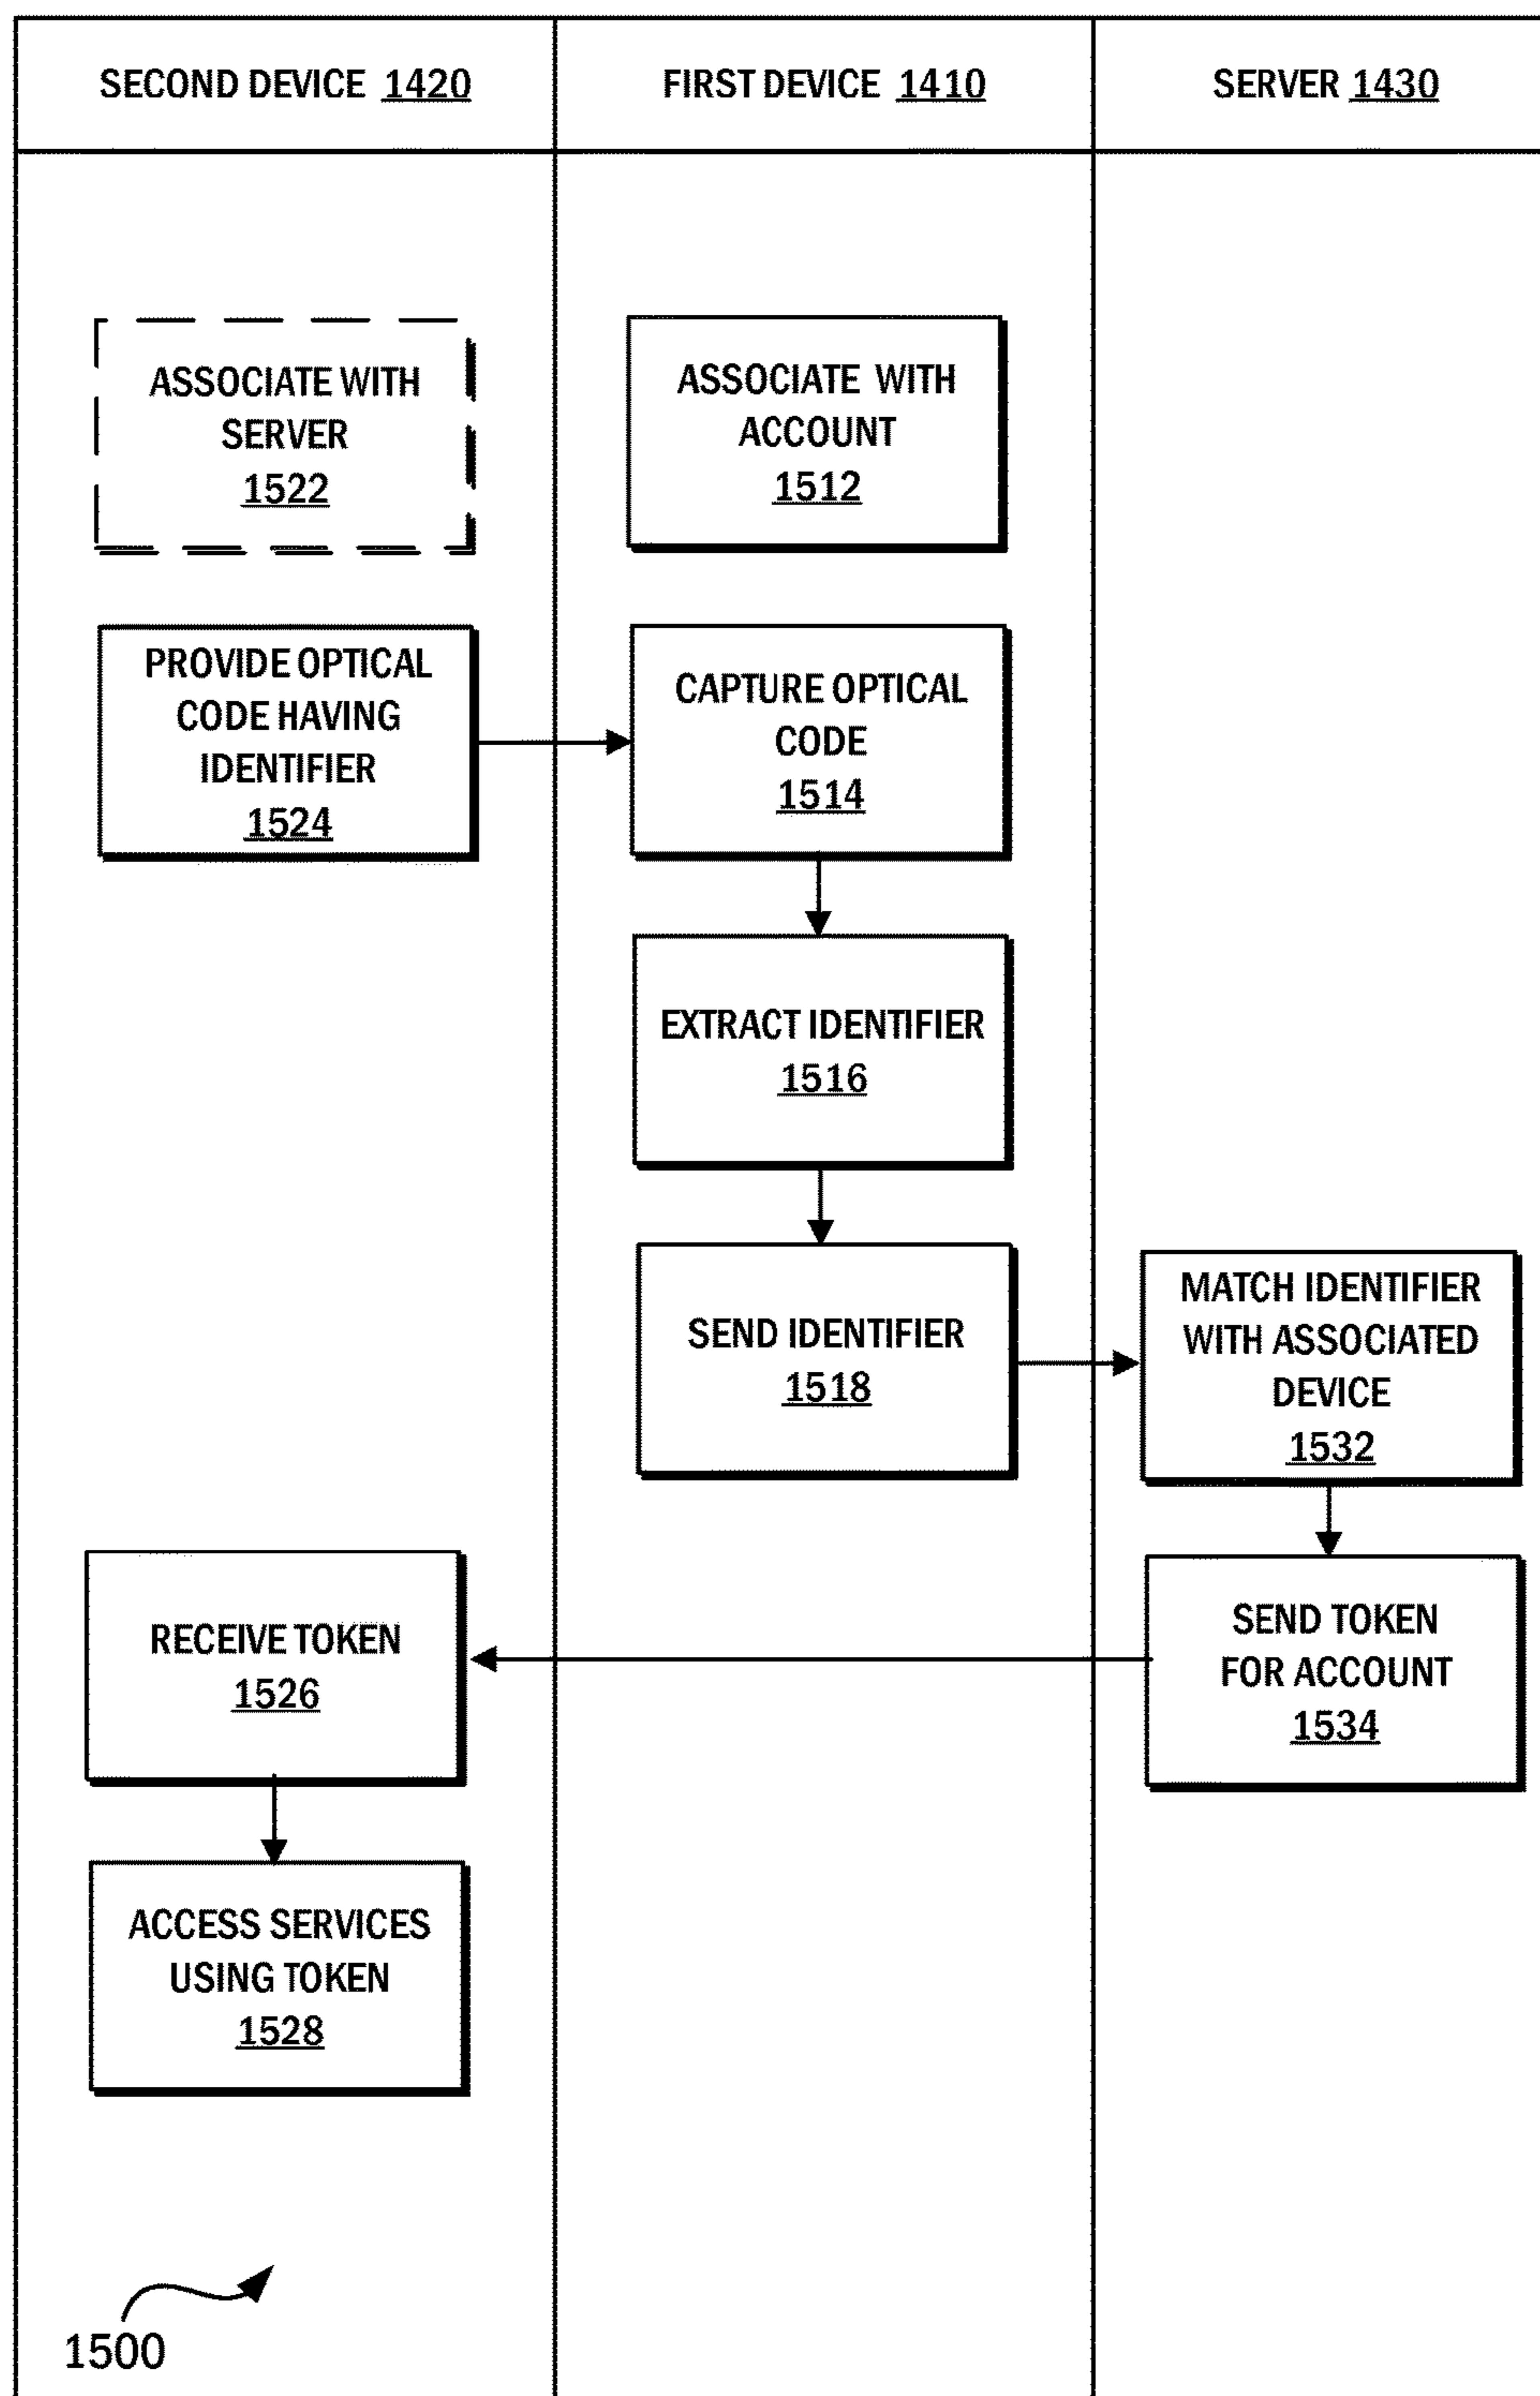 SECOND DEVICE 1420
FIRST DEVICE 1410
SERVER 1430
ASSOCIATE WITH
SERVER
1522
ASSOCIATE WITH
ACCOUNT
1512
PROVIDE OPTICAL
CODE HAVING
IDENTIFIER
1524
CAPTURE OPTICAL
CODE
1514
EXTRACT IDENTIFIER
1516
SEND IDENTIFIER
1518
MATCH IDENTIFIER
WITH ASSOCIATED
DEVICE
1532
SEND TOKEN
FOR ACCOUNT
1534
RECEIVE TOKEN
1526
ACCESS SERVICES
USING TOKEN
1528
1500